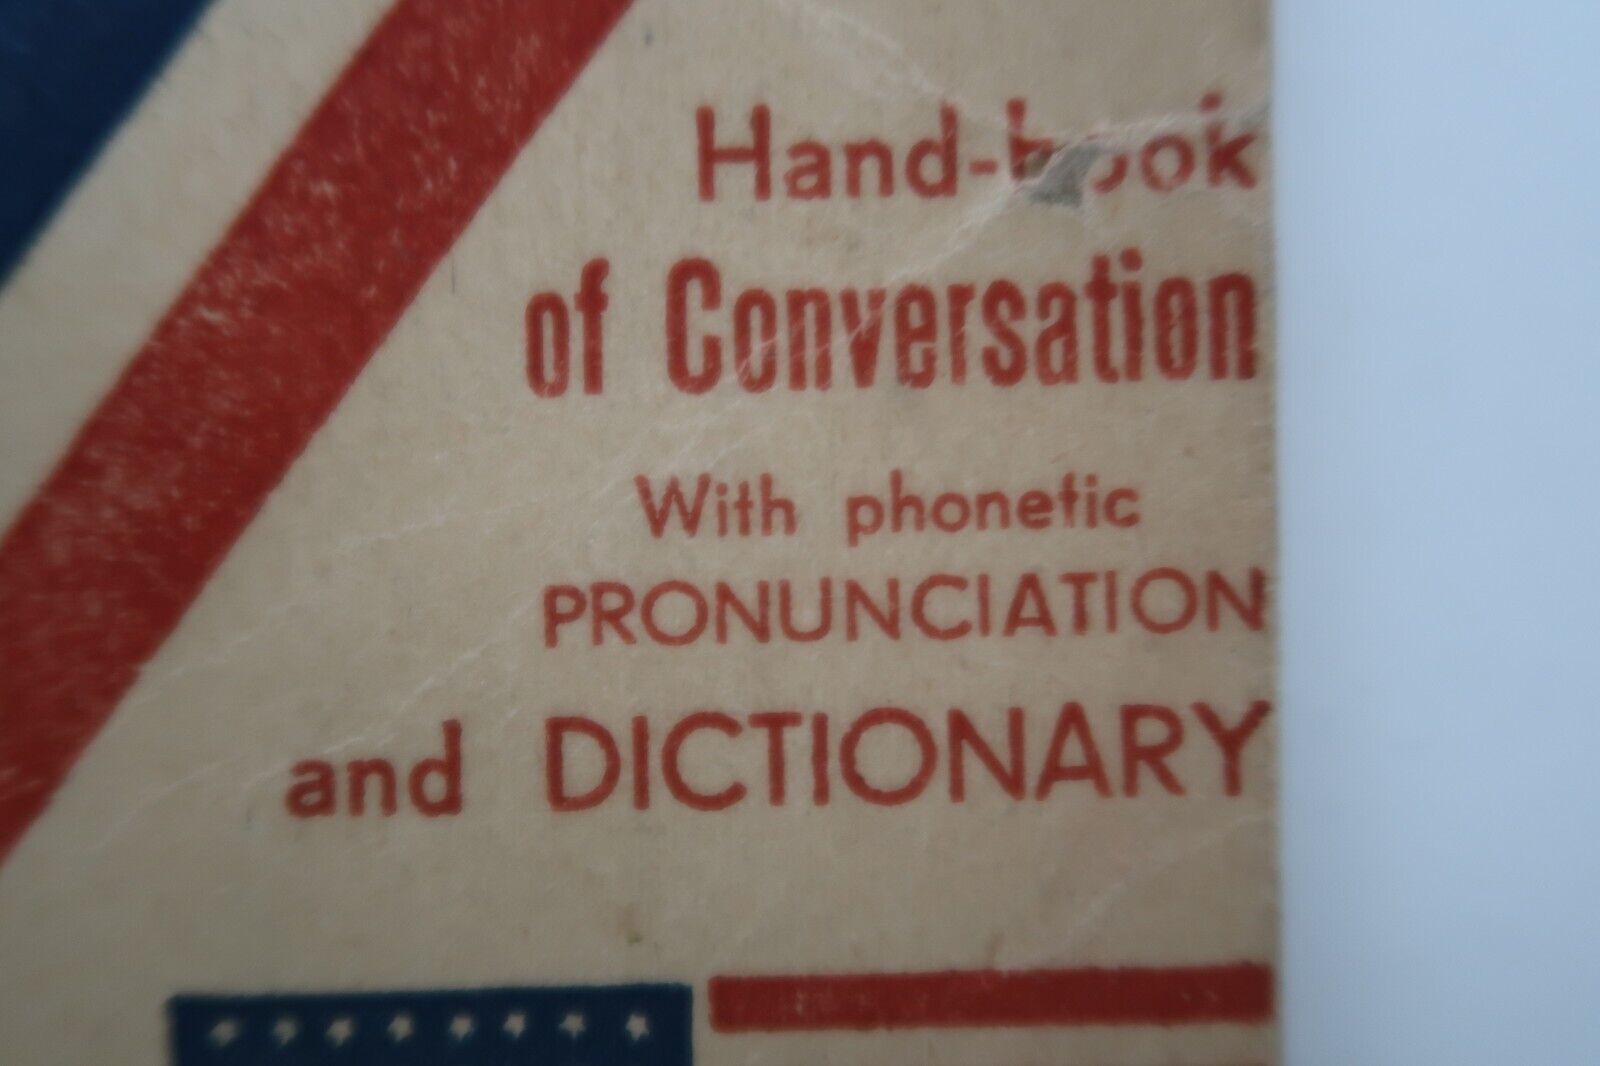 Hand-book
of Conversation
With phonetic
PRONUNCIATION
and DICTIONARY